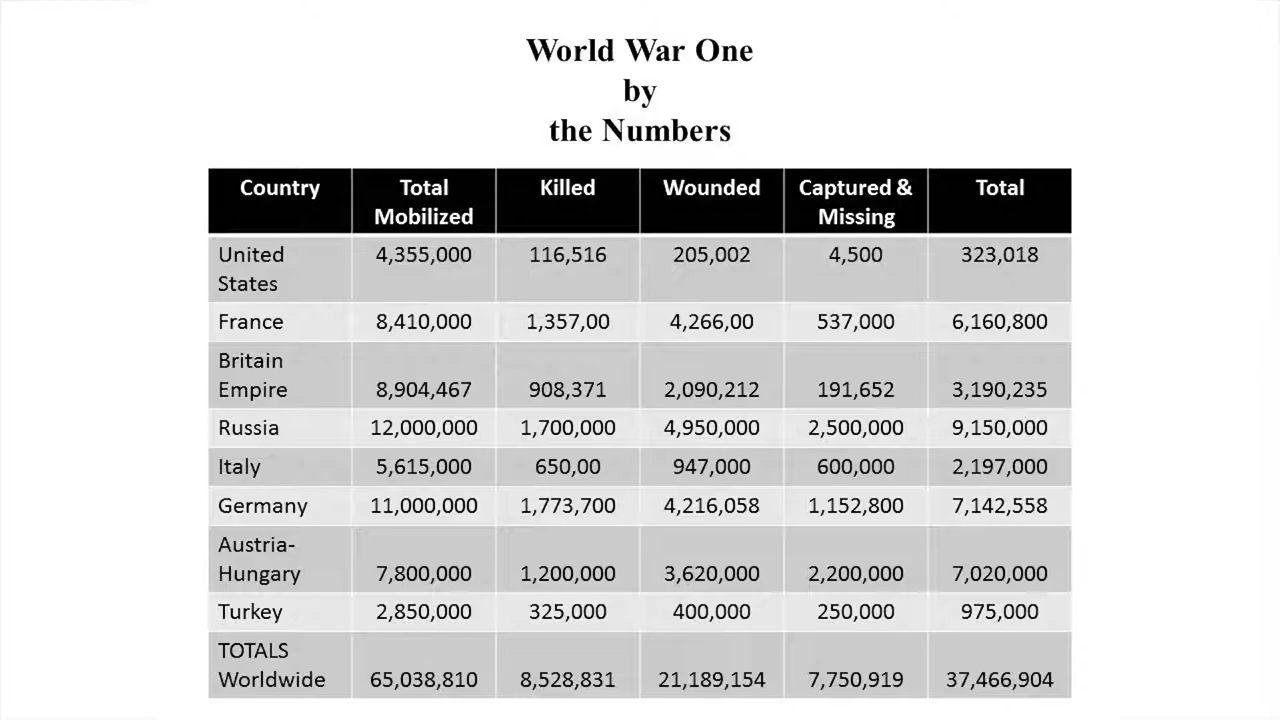 World War One
by
the Numbers
Country Total Mobilized Killed Wounded Captured & Missing Total
United States 4,355,000 116,516 205,002 4,500 323,018
France 8,410,000 1,357,00 4,266,00 537,000 6,160,800
Britain Empire 8,904,467 908,371 2,090,212 191,652 3,190,235
Russia 12,000,000 1,700,000 4,950,000 2,500,000 9,150,000
Italy 5,615,000 650,00 947,000 600,000 2,197,000
Germany 11,000,000 1,773,700 4,216,058 1,152,800 7,142,558
Austria-Hungary 7,800,000 1,200,000 3,620,000 2,200,000 7,020,000
Turkey 2,850,000 325,000 400,000 250,000 975,000
TOTALS Worldwide 65,038,810 8,528,831 21,189,154 7,750,919 37,466,904